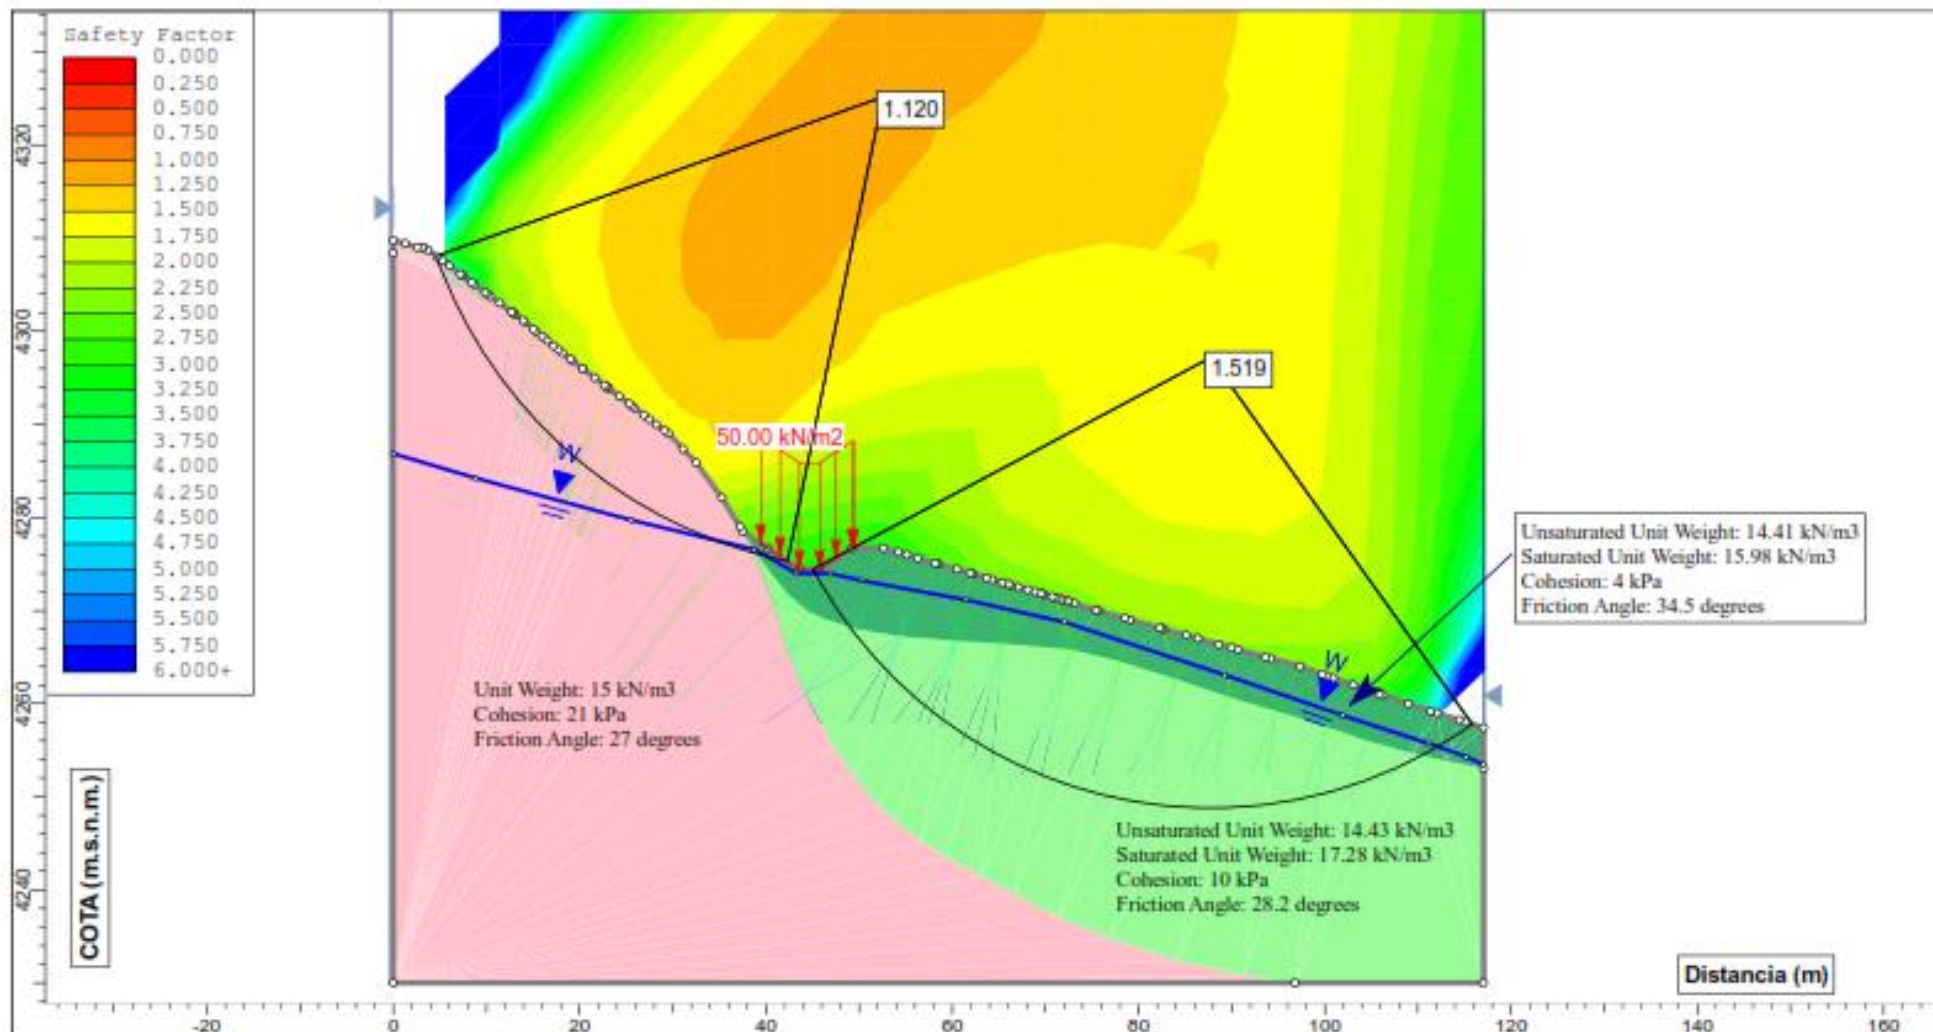 Safety Factor
0.000
0.250
0.500
0.750
1.000
1.250
1.500
1.750
2.000
2.250
2.500
2.750
3.000
3.250
3.500
3.750
4.000
4.250
4.500
4.750
5.000
5.250
5.500
5.750
6.000+
1.120
1.519
50.00 kN/m2
W
W
Unsaturated Unit Weight: 14.41 kN/m3
Saturated Unit Weight: 15.98 kN/m3
Cohesion: 4 kPa
Friction Angle: 34.5 degrees
Unit Weight: 15 kN/m3
Cohesion: 21 kPa
Friction Angle: 27 degrees
Unsaturated Unit Weight: 14.43 kN/m3
Saturated Unit Weight: 17.28 kN/m3
Cohesion: 10 kPa
Friction Angle: 28.2 degrees
4320
4300
4280
4260
4240
COTA (m.s.n.m.)
Distancia (m)
-20
0
20
40
60
80
100
120
140
160